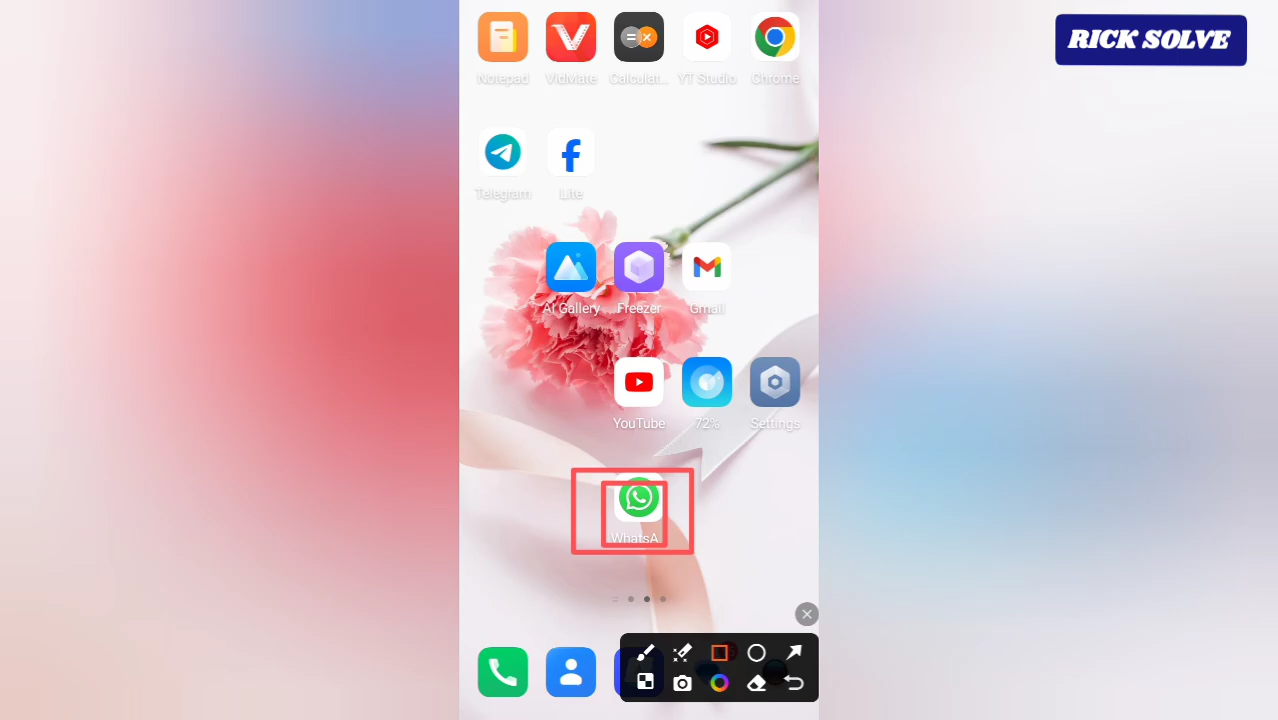 RICK SOLVE
Notepad
VidMate
Calculat...
YT Studio
Chrome
Telegram
Lite
AI Gallery
Freezer
Gmail
YouTube
72%
Settings
WhatsA